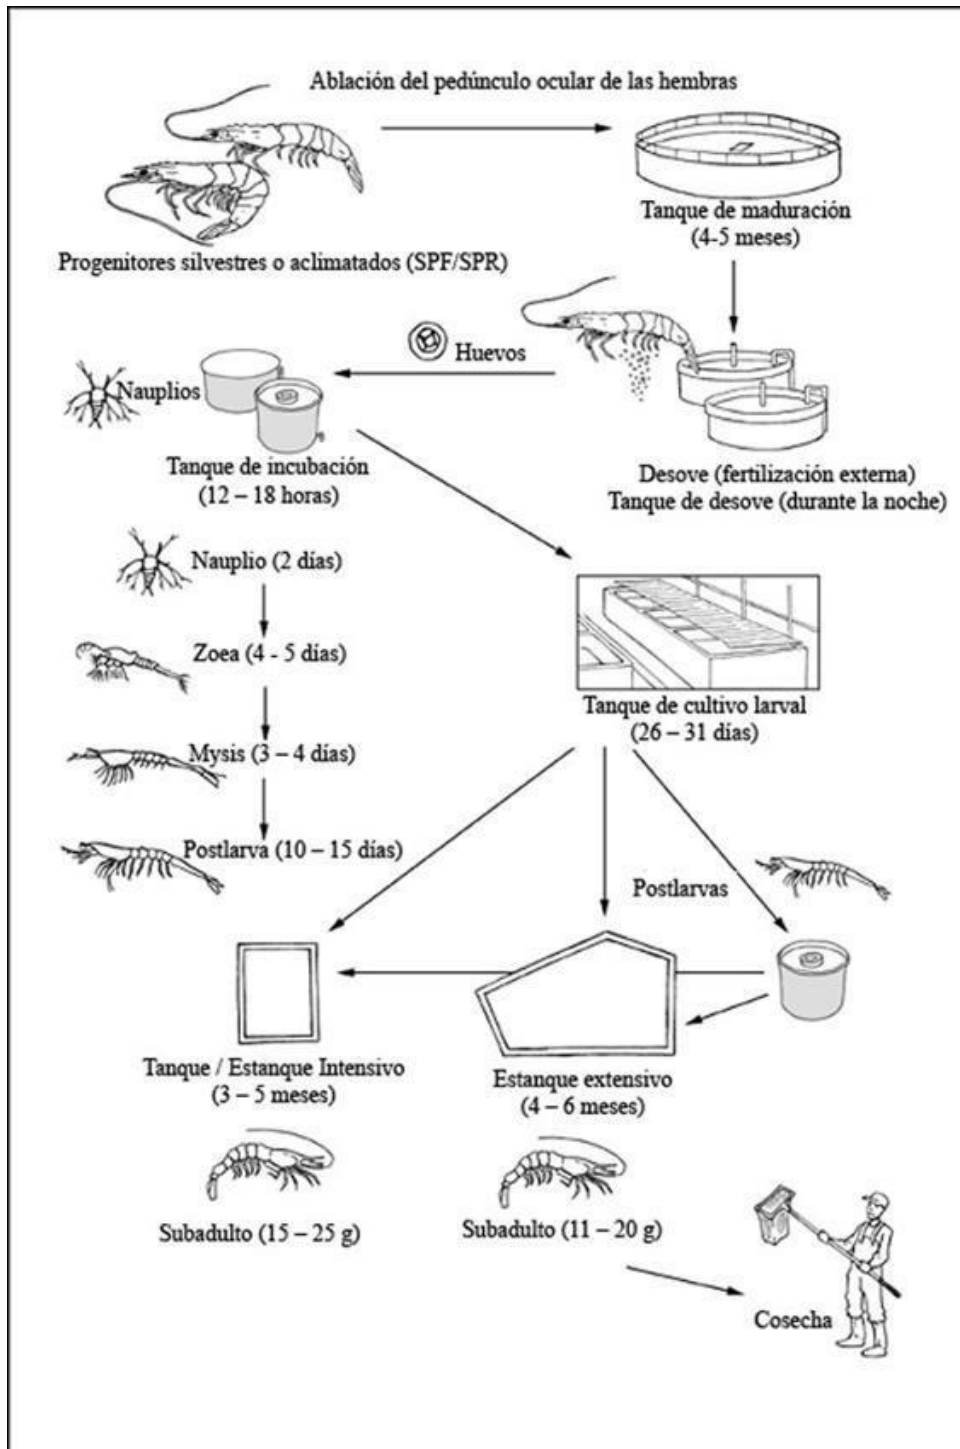 Ablación del pedúnculo ocular de las hembras
Tanque de maduración
(4-5 meses)
Progenitores silvestres o aclimatados (SPF/SPR)
Huevos
Nauplios
Tanque de incubación
(12 – 18 horas)
Desove (fertilización externa)
Tanque de desove (durante la noche)
Nauplio (2 días)
Zoea (4 - 5 días)
Mysis (3 – 4 días)
Postlarva (10 – 15 días)
Tanque de cultivo larval
(26 – 31 días)
Postlarvas
Tanque / Estanque Intensivo
(3 – 5 meses)
Estanque extensivo
(4 – 6 meses)
Subadulto (15 – 25 g)
Subadulto (11 – 20 g)
Cosecha